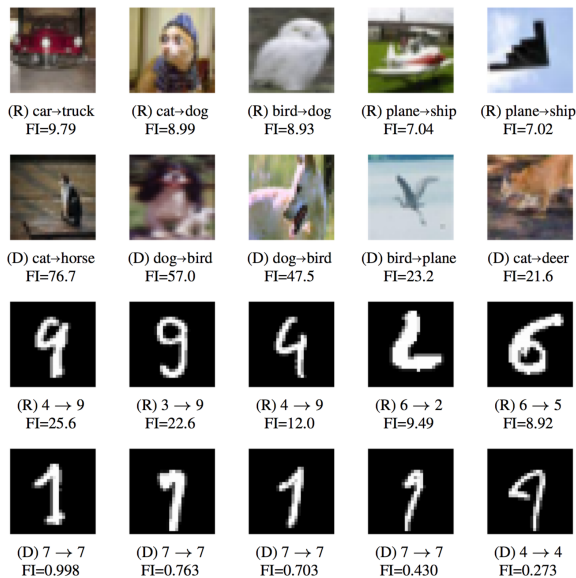 (R) car→truck (R) cat→dog (R) bird→dog (R) plane→ship (R) plane→ship
FI=9.79 FI=8.99 FI=8.93 FI=7.04 FI=7.02
(D) cat→horse (D) dog→bird (D) dog→bird (D) bird→plane (D) cat→deer
FI=76.7 FI=57.0 FI=47.5 FI=23.2 FI=21.6
(R) 4 → 9 (R) 3 → 9 (R) 4 → 9 (R) 6 → 2 (R) 6 → 5
FI=25.6 FI=22.6 FI=12.0 FI=9.49 FI=8.92
(D) 7 → 7 (D) 7 → 7 (D) 7 → 7 (D) 7 → 7 (D) 4 → 4
FI=0.998 FI=0.763 FI=0.703 FI=0.430 FI=0.273